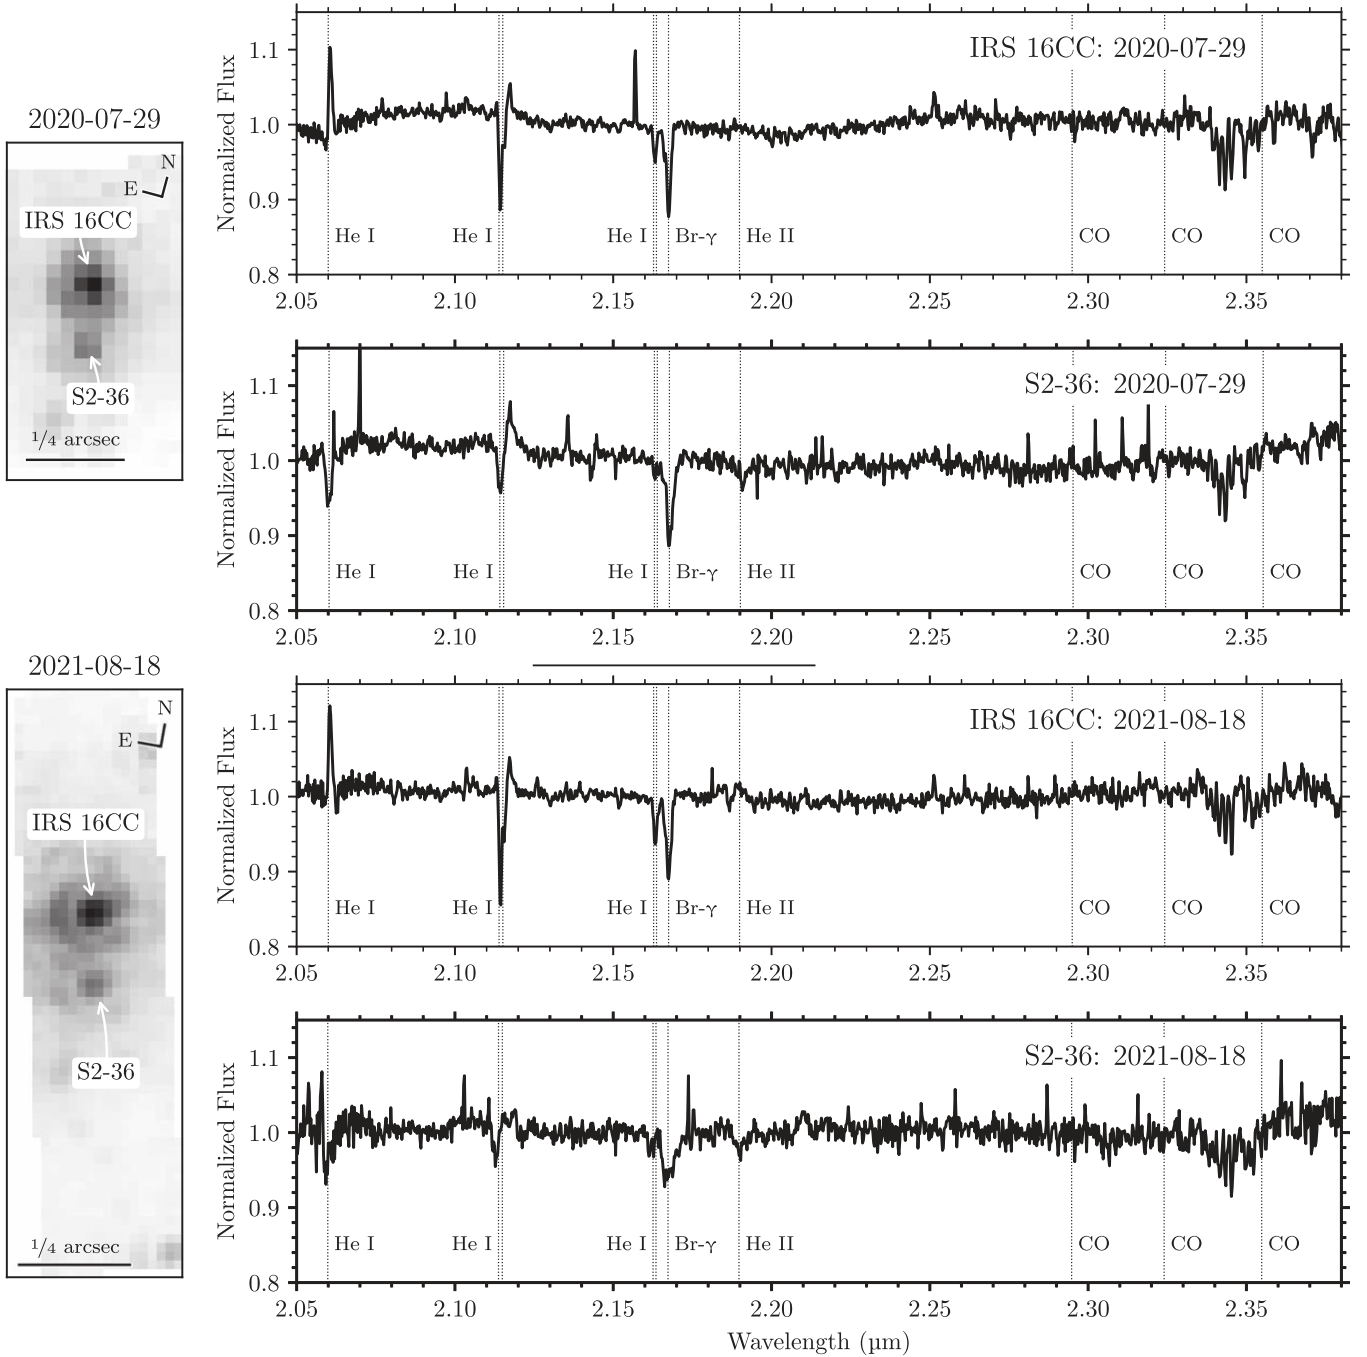 2020-07-29
N
E
IRS 16CC
S2-36
1/4 arcsec
Normalized Flux
1.1
1.0
0.9
0.8
IRS 16CC: 2020-07-29
He I
He I
He I
Br-γ
He II
CO
CO
CO
2.05
2.10
2.15
2.20
2.25
2.30
2.35
Normalized Flux
1.1
1.0
0.9
0.8
S2-36: 2020-07-29
He I
He I
He I
Br-γ
He II
CO
CO
CO
2.05
2.10
2.15
2.20
2.25
2.30
2.35
2021-08-18
N
E
IRS 16CC
S2-36
1/4 arcsec
Normalized Flux
1.1
1.0
0.9
0.8
IRS 16CC: 2021-08-18
He I
He I
He I
Br-γ
He II
CO
CO
CO
2.05
2.10
2.15
2.20
2.25
2.30
2.35
Normalized Flux
1.1
1.0
0.9
0.8
S2-36: 2021-08-18
He I
He I
He I
Br-γ
He II
CO
CO
CO
2.05
2.10
2.15
2.20
2.25
2.30
2.35
Wavelength (µm)